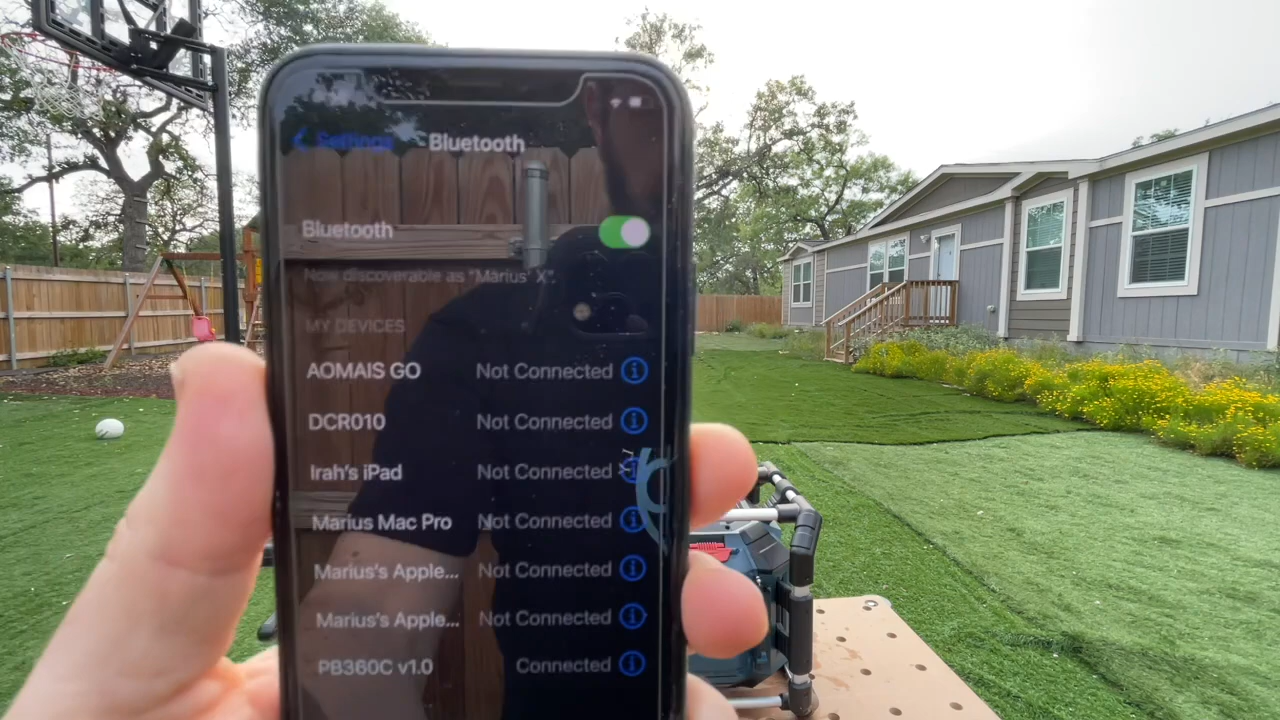 Settings Bluetooth
Bluetooth
Now discoverable as "Marius' X".
MY DEVICES
AOMAIS GO Not Connected
DCR010 Not Connected
Irah's iPad Not Connected
Marius Mac Pro Not Connected
Marius's Apple... Not Connected
Marius's Apple... Not Connected
PB360C v1.0 Connected